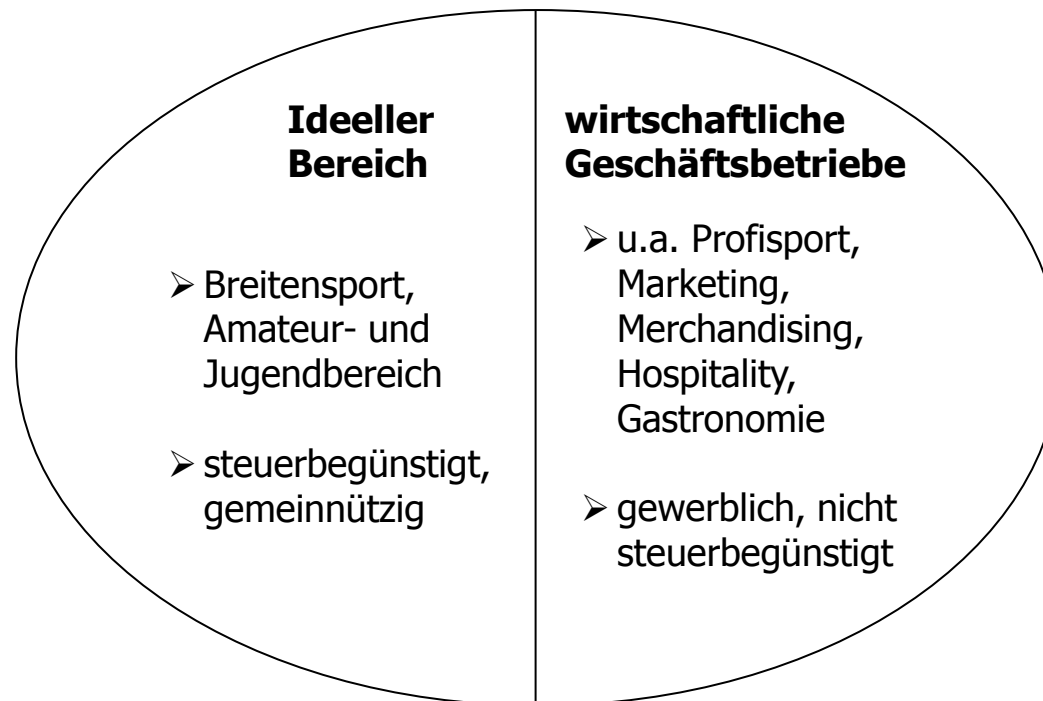 Ideeller
Bereich
➢ Breitensport,
Amateur- und
Jugendbereich
➢ steuerbegünstigt,
gemeinnützig
wirtschaftliche
Geschäftsbetriebe
➢ u.a. Profisport,
Marketing,
Merchandising,
Hospitality,
Gastronomie
➢ gewerblich, nicht
steuerbegünstigt